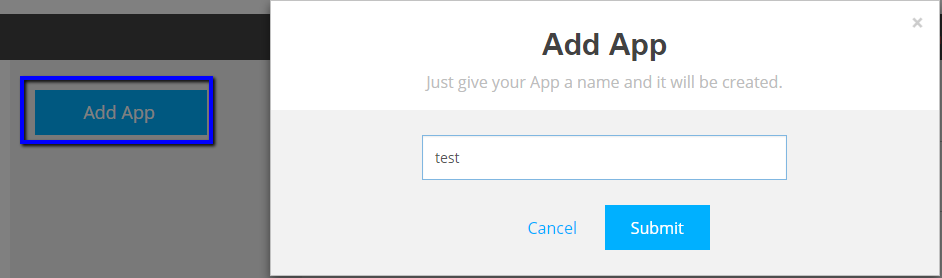 Add App
×
Add App
Just give your App a name and it will be created.
test
Cancel
Submit